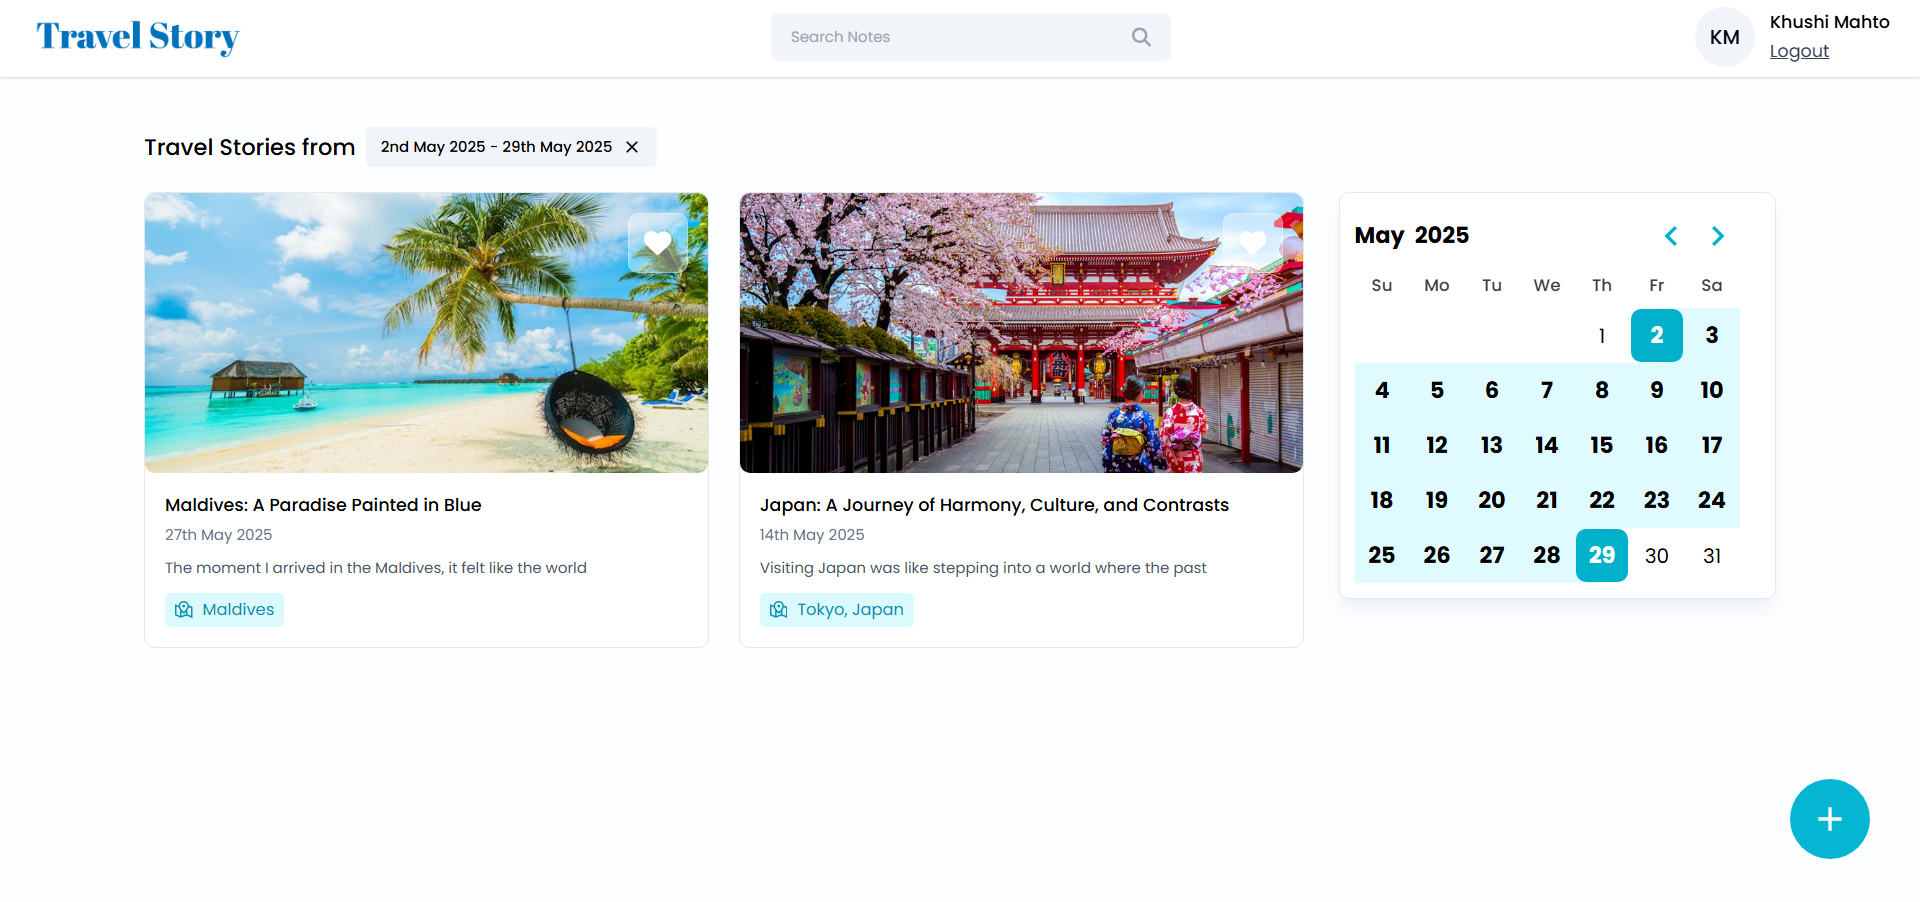 Travel Story
Search Notes
KM
Khushi Mahto
Logout
Travel Stories from
2nd May 2025 - 29th May 2025
Maldives: A Paradise Painted in Blue
27th May 2025
The moment I arrived in the Maldives, it felt like the world
Maldives
Japan: A Journey of Harmony, Culture, and Contrasts
14th May 2025
Visiting Japan was like stepping into a world where the past
Tokyo, Japan
May 2025
Su Mo Tu We Th Fr Sa
1 2 3
4 5 6 7 8 9 10
11 12 13 14 15 16 17
18 19 20 21 22 23 24
25 26 27 28 29 30 31